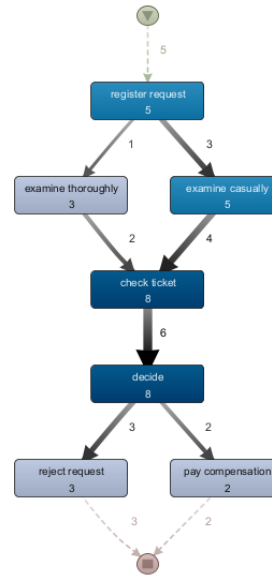 5
register request
5
1
3
examine thoroughly
3
examine casually
5
2
4
check ticket
8
6
decide
8
3
2
reject request
3
pay compensation
2
3
2